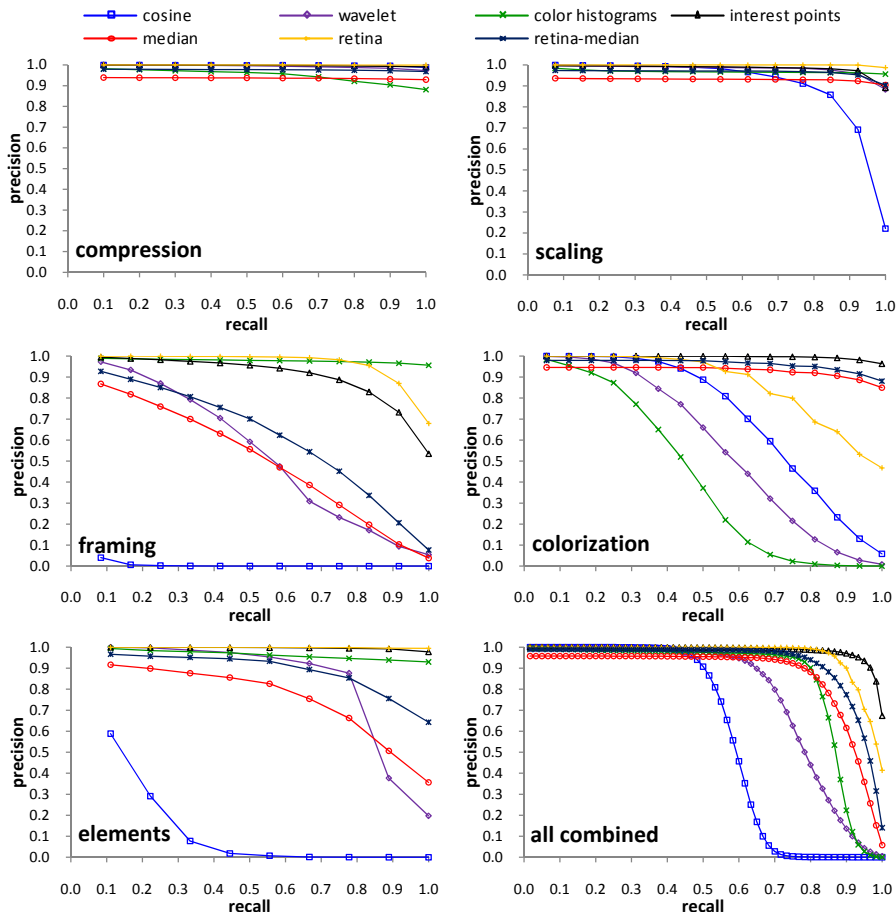 cosine wavelet color histograms interest points
median retina retina-median
1.0
0.9
0.8
0.7
0.6
0.5
0.4
0.3
0.2
0.1
0.0
precision
compression
0.0 0.1 0.2 0.3 0.4 0.5 0.6 0.7 0.8 0.9 1.0
recall
1.0
0.9
0.8
0.7
0.6
0.5
0.4
0.3
0.2
0.1
0.0
precision
scaling
0.0 0.1 0.2 0.3 0.4 0.5 0.6 0.7 0.8 0.9 1.0
recall
1.0
0.9
0.8
0.7
0.6
0.5
0.4
0.3
0.2
0.1
0.0
precision
framing
0.0 0.1 0.2 0.3 0.4 0.5 0.6 0.7 0.8 0.9 1.0
recall
1.0
0.9
0.8
0.7
0.6
0.5
0.4
0.3
0.2
0.1
0.0
precision
colorization
0.0 0.1 0.2 0.3 0.4 0.5 0.6 0.7 0.8 0.9 1.0
recall
1.0
0.9
0.8
0.7
0.6
0.5
0.4
0.3
0.2
0.1
0.0
precision
elements
0.0 0.1 0.2 0.3 0.4 0.5 0.6 0.7 0.8 0.9 1.0
recall
1.0
0.9
0.8
0.7
0.6
0.5
0.4
0.3
0.2
0.1
0.0
precision
all combined
0.0 0.1 0.2 0.3 0.4 0.5 0.6 0.7 0.8 0.9 1.0
recall